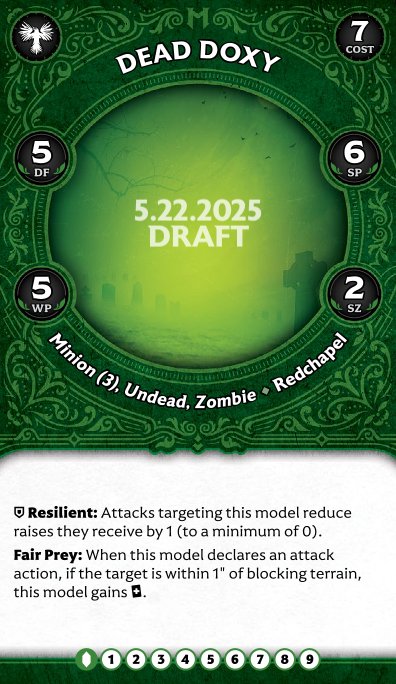 DEAD DOXY
7
COST
5
DF
6
SP
5.22.2025
DRAFT
5
WP
2
SZ
Minion (3), Undead, Zombie ♦ Redchapel
Resilient: Attacks targeting this model reduce
raises they receive by 1 (to a minimum of 0).
Fair Prey: When this model declares an attack
action, if the target is within 1" of blocking terrain,
this model gains .
1 2 3 4 5 6 7 8 9